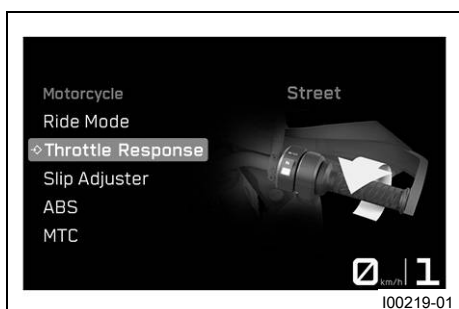 Motorcycle
Street
Ride Mode
Throttle Response
Slip Adjuster
ABS
MTC
0 km/h 1
I00219-01